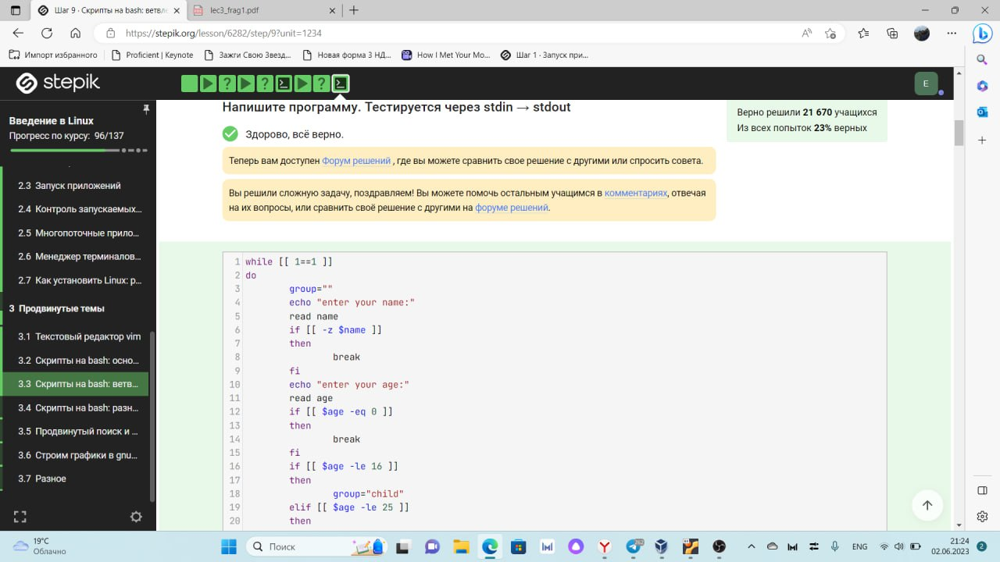 Шаг 9 · Скрипты на bash: ветвл
lec3_frag1.pdf
https://stepik.org/lesson/6282/step/9?unit=1234
Импорт избранного
Proficient | Keynote
Зажги Свою Звезд...
Новая форма 3 НД...
How I Met Your Mo...
Шаг 1 · Запуск при...
stepik
E
Введение в Linux
Прогресс по курсу: 96/137
2.3 Запуск приложений
2.4 Контроль запускаемых...
2.5 Многопоточные прило...
2.6 Менеджер терминалов...
2.7 Как установить Linux: р...
3 Продвинутые темы
3.1 Текстовый редактор vim
3.2 Скрипты на bash: осно...
3.3 Скрипты на bash: ветв...
3.4 Скрипты на bash: разн...
3.5 Продвинутый поиск и ...
3.6 Строим графики в gnu...
3.7 Разное
Напишите программу. Тестируется через stdin → stdout
Верно решили 21 670 учащихся
Из всех попыток 23% верных
Здорово, всё верно.
Теперь вам доступен Форум решений , где вы можете сравнить свое решение с другими или спросить совета.
Вы решили сложную задачу, поздравляем! Вы можете помочь остальным учащимся в комментариях, отвечая
на их вопросы, или сравнить своё решение с другими на форуме решений.
1 while [[ 1==1 ]]
2 do
3 group=""
4 echo "enter your name:"
5 read name
6 if [[ -z $name ]]
7 then
8 break
9 fi
10 echo "enter your age:"
11 read age
12 if [[ $age -eq 0 ]]
13 then
14 break
15 fi
16 if [[ $age -le 16 ]]
17 then
18 group="child"
19 elif [[ $age -le 25 ]]
20 then
19°C
Облачно
Поиск
ENG
21:24
02.06.2023
2